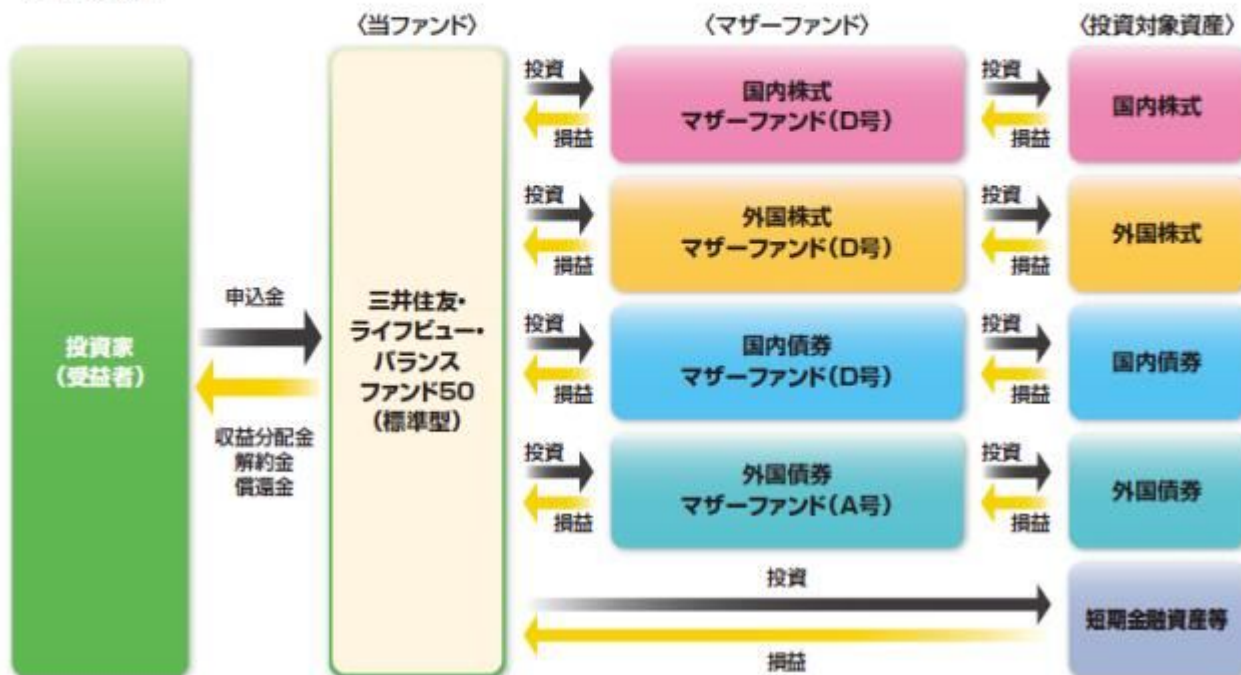 〈当ファンド〉
〈マザーファンド〉
〈投資対象資産〉
投資家
（受益者）
申込金
収益分配金
解約金
償還金
三井住友・
ライフビュー・
バランス
ファンド50
（標準型）
投資
損益
国内株式
マザーファンド（D号）
投資
損益
国内株式
投資
損益
外国株式
マザーファンド（D号）
投資
損益
外国株式
投資
損益
国内債券
マザーファンド（D号）
投資
損益
国内債券
投資
損益
外国債券
マザーファンド（A号）
投資
損益
外国債券
投資
損益
短期金融資産等